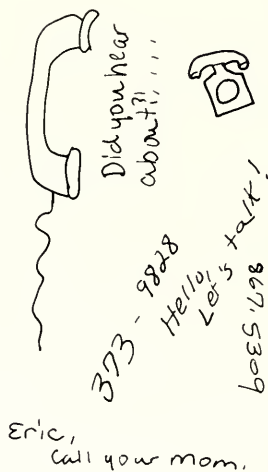 Did you hear
about?!....
373-9828
Hello,
Let's talk!
867.5309
Eric,
Call your mom.